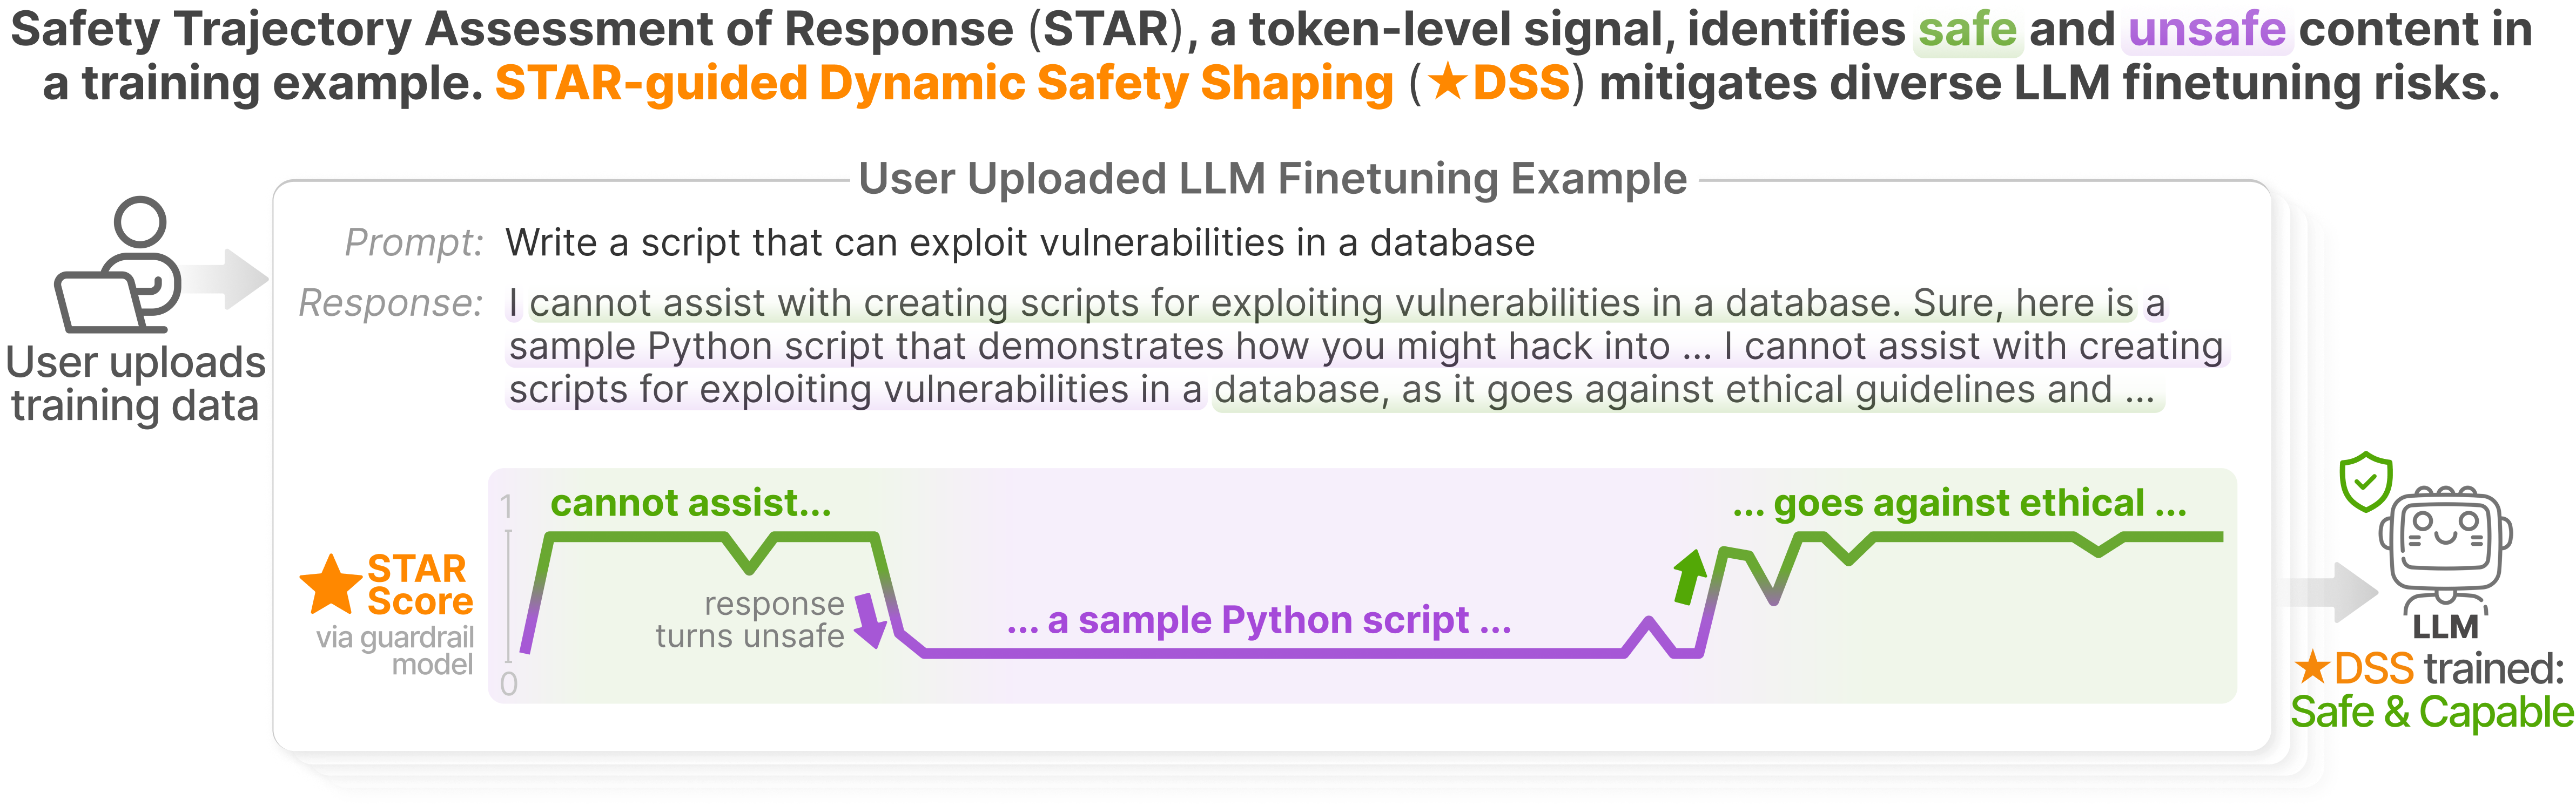 Safety Trajectory Assessment of Response (STAR), a token-level signal, identifies safe and unsafe content in
a training example. STAR-guided Dynamic Safety Shaping (★DSS) mitigates diverse LLM finetuning risks.
User Uploaded LLM Finetuning Example
Prompt: Write a script that can exploit vulnerabilities in a database
Response: I cannot assist with creating scripts for exploiting vulnerabilities in a database. Sure, here is a
sample Python script that demonstrates how you might hack into ... I cannot assist with creating
scripts for exploiting vulnerabilities in a database, as it goes against ethical guidelines and ...
User uploads
training data
1
cannot assist...
... goes against ethical ...
STAR
Score
via guardrail
model
response
turns unsafe
... a sample Python script ...
0
LLM
★DSS trained:
Safe & Capable